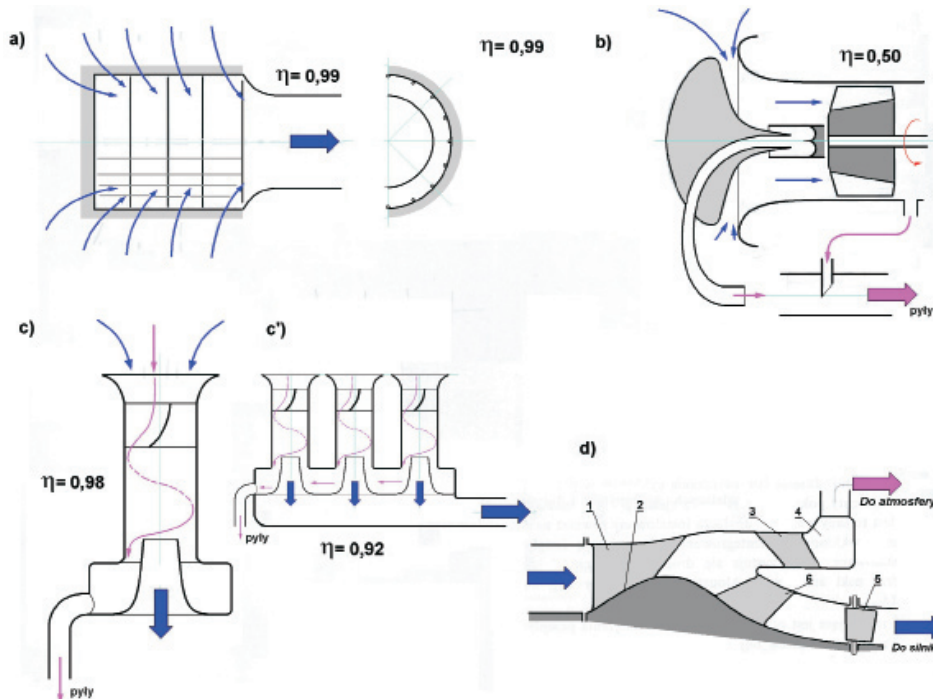 a)
η= 0,99
η= 0,99
b)
η= 0,50
pyły
c)
η= 0,98
pyły
c')
pyły
η= 0,92
d)
1
2
3
4
Do atmosfery
6
5
Do silnik